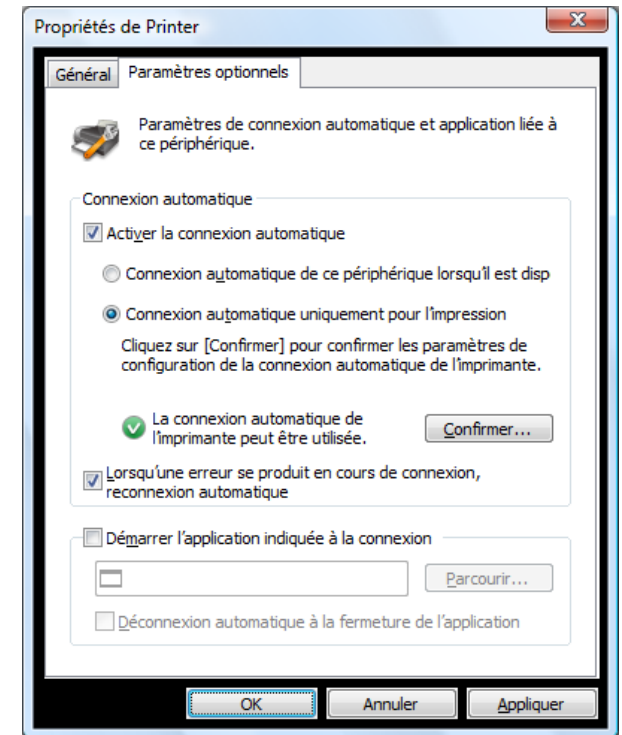 Propriétés de Printer
Général
Paramètres optionnels
Paramètres de connexion automatique et application liée à
ce périphérique.
Connexion automatique
Activer la connexion automatique
Connexion automatique de ce périphérique lorsqu'il est disp
Connexion automatique uniquement pour l'impression
Cliquez sur [Confirmer] pour confirmer les paramètres de
configuration de la connexion automatique de l'imprimante.
La connexion automatique de
l'imprimante peut être utilisée.
Confirmer...
Lorsqu'une erreur se produit en cours de connexion,
reconnexion automatique
Démarrer l'application indiquée à la connexion
Parcourir...
Déconnexion automatique à la fermeture de l'application
OK
Annuler
Appliquer